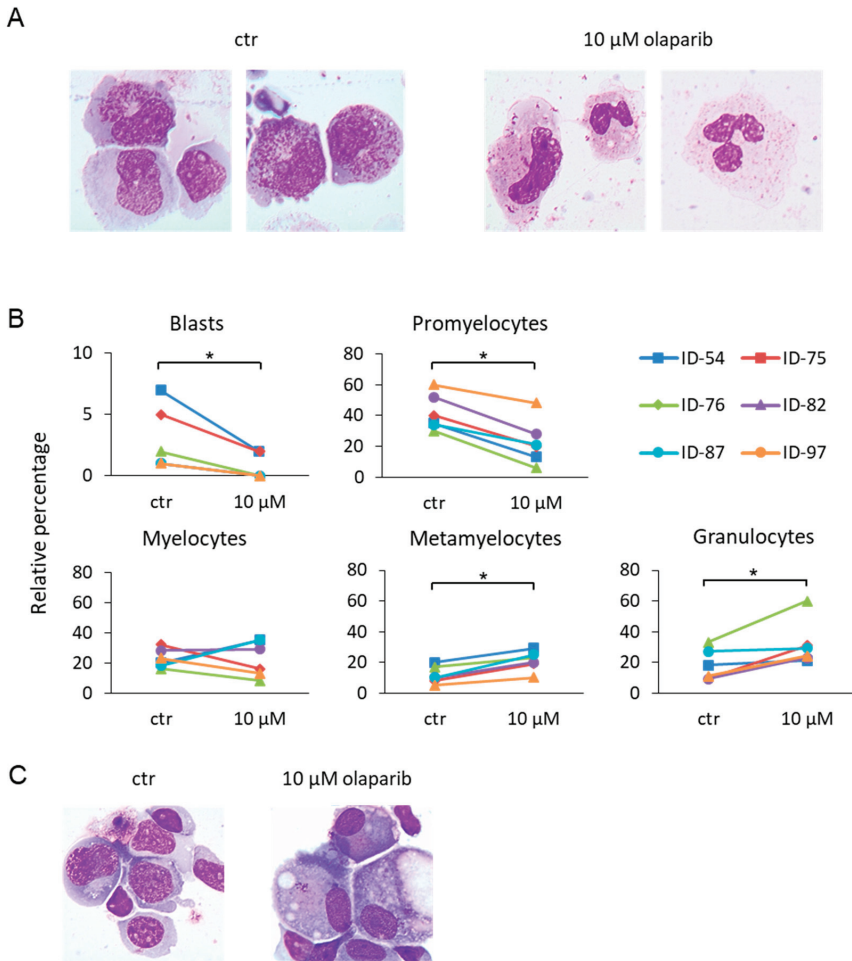 A
ctr 10 μM olaparib
B
Blasts Promyelocytes
10
5
0
*
ctr 10 μM
80
60
40
20
0
*
ctr 10 μM
ID-54 ID-75
ID-76 ID-82
ID-87 ID-97
Relative percentage
Myelocytes Metamyelocytes Granulocytes
80
60
40
20
0
ctr 10 μM
80
60
40
20
0
*
ctr 10 μM
80
60
40
20
0
*
ctr 10 μM
C
ctr 10 μM olaparib